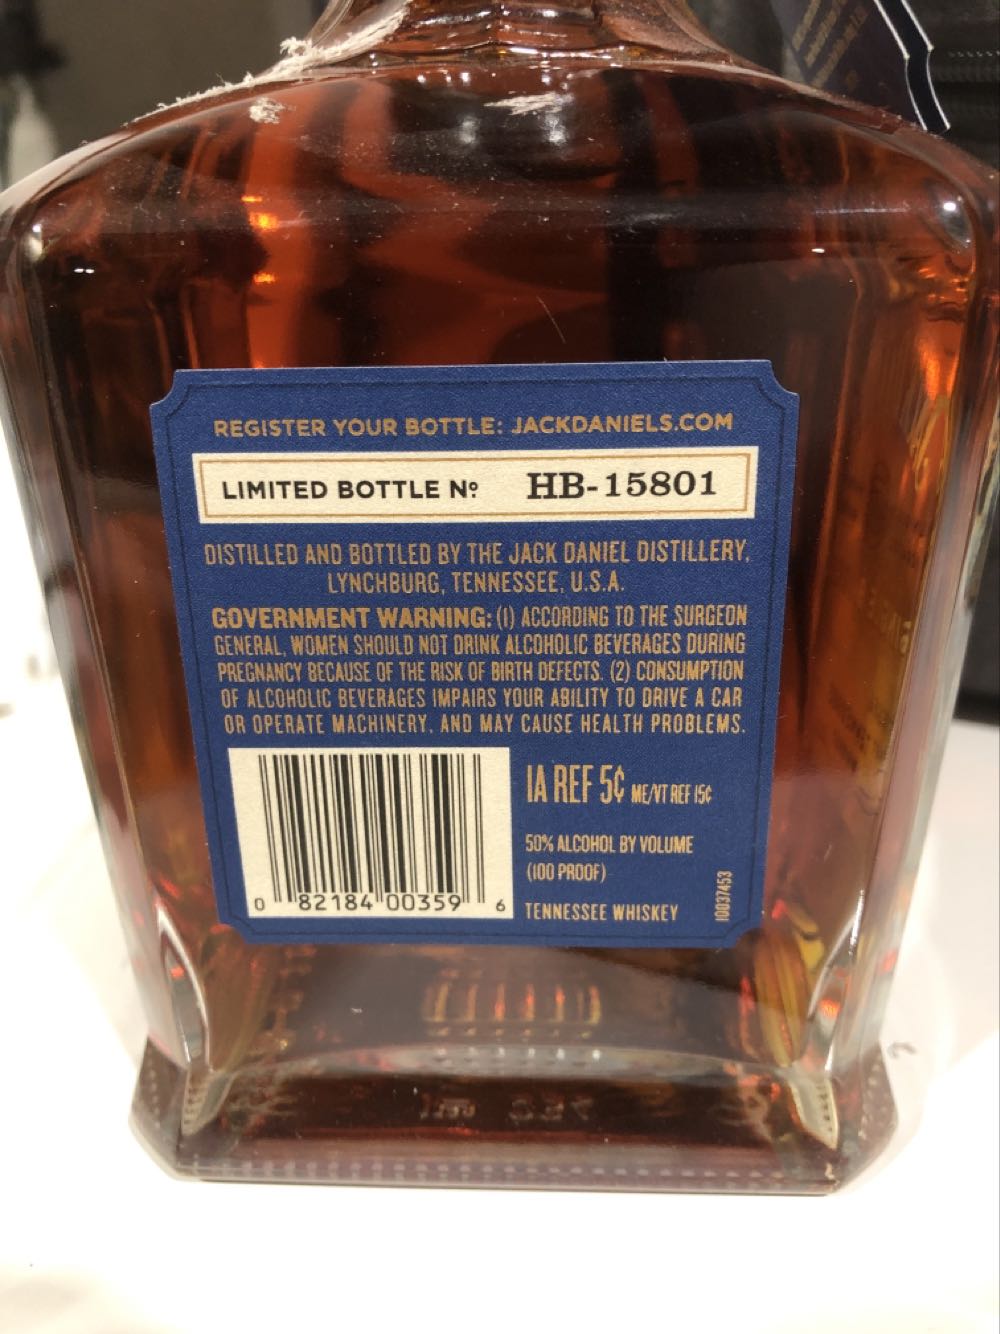 REGISTER YOUR BOTTLE: JACKDANIELS.COM
LIMITED BOTTLE Nº HB-15801
DISTILLED AND BOTTLED BY THE JACK DANIEL DISTILLERY,
LYNCHBURG, TENNESSEE, U.S.A.
GOVERNMENT WARNING: (1) ACCORDING TO THE SURGEON
GENERAL, WOMEN SHOULD NOT DRINK ALCOHOLIC BEVERAGES DURING
PREGNANCY BECAUSE OF THE RISK OF BIRTH DEFECTS. (2) CONSUMPTION
OF ALCOHOLIC BEVERAGES IMPAIRS YOUR ABILITY TO DRIVE A CAR
OR OPERATE MACHINERY, AND MAY CAUSE HEALTH PROBLEMS.
IA REF 5¢ ME/VT REF 15¢
50% ALCOHOL BY VOLUME
(100 PROOF)
TENNESSEE WHISKEY
10037453
0 82184 00359 6